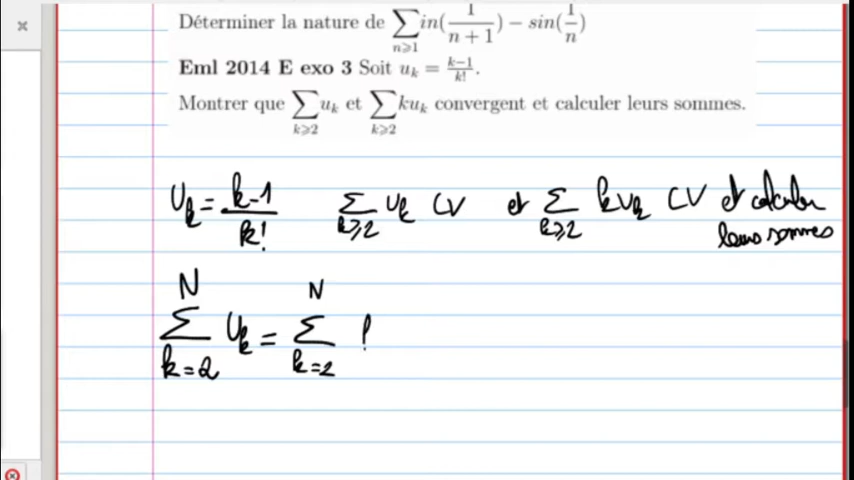 Déterminer la nature de ∑_{n⩾1} in(1/(n+1)) − sin(1/n)
Eml 2014 E exo 3 Soit u_k = (k−1)/k!.
Montrer que ∑_{k⩾2} u_k et ∑_{k⩾2} ku_k convergent et calculer leurs sommes.
U_k = (k-1)/k! ∑_{k⩾2} U_k CV et ∑_{k⩾2} kU_k CV et calculer
leurs sommes
∑_{k=2}^{N} U_k = ∑_{k=2}^{N}